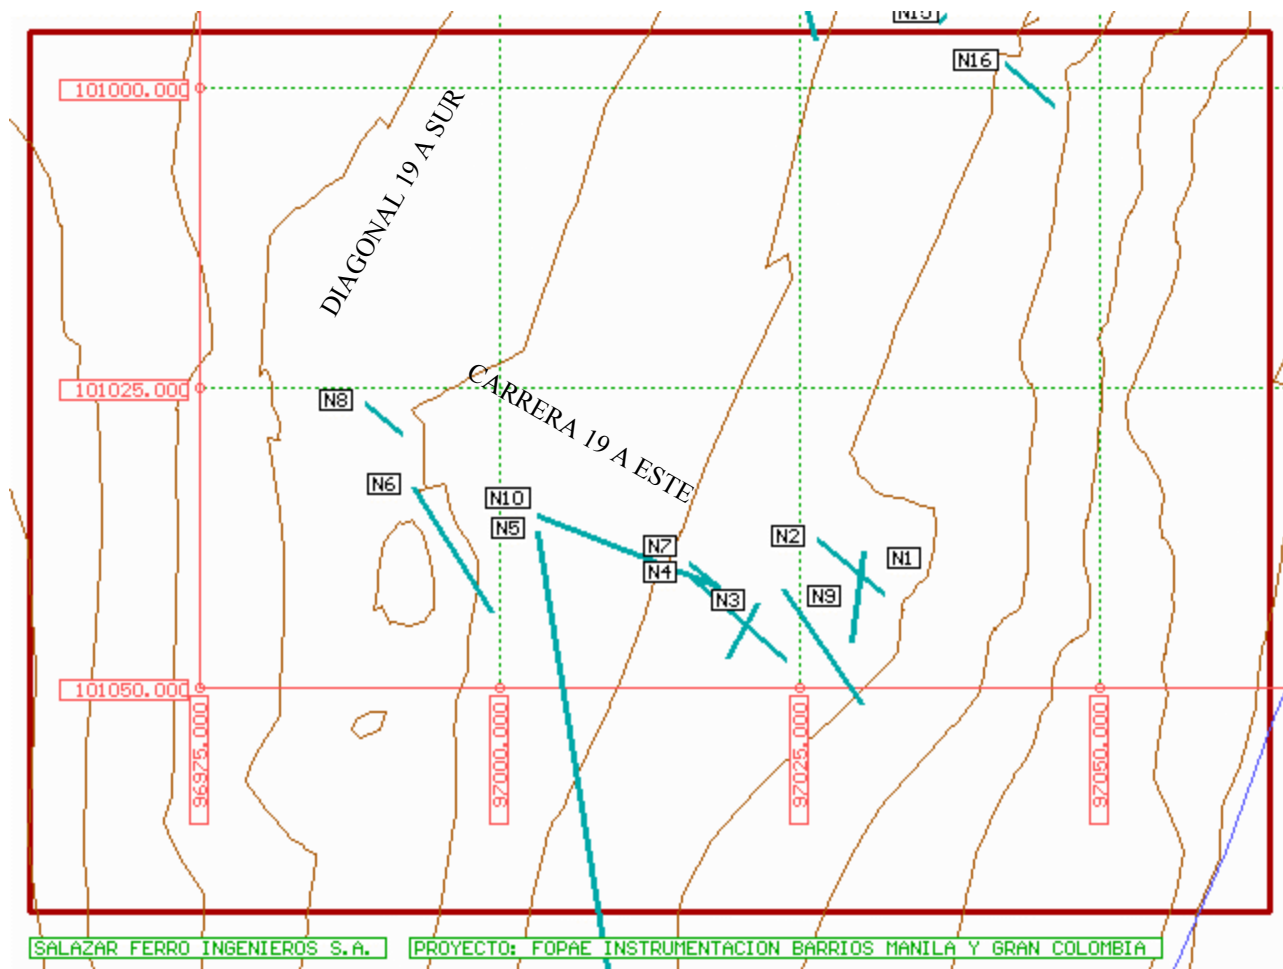 N15
N16
101000.000
DIAGONAL 19 A SUR
101025.000
CARRERA 19 A ESTE
N8
N6
N10
N5
N7
N4
N3
N2
N1
N9
101050.000
96975.000
97000.000
97025.000
97050.000
SALAZAR FERRO INGENIEROS S.A.
PROYECTO: FOPAE INSTRUMENTACION BARRIOS MANILA Y GRAN COLOMBIA